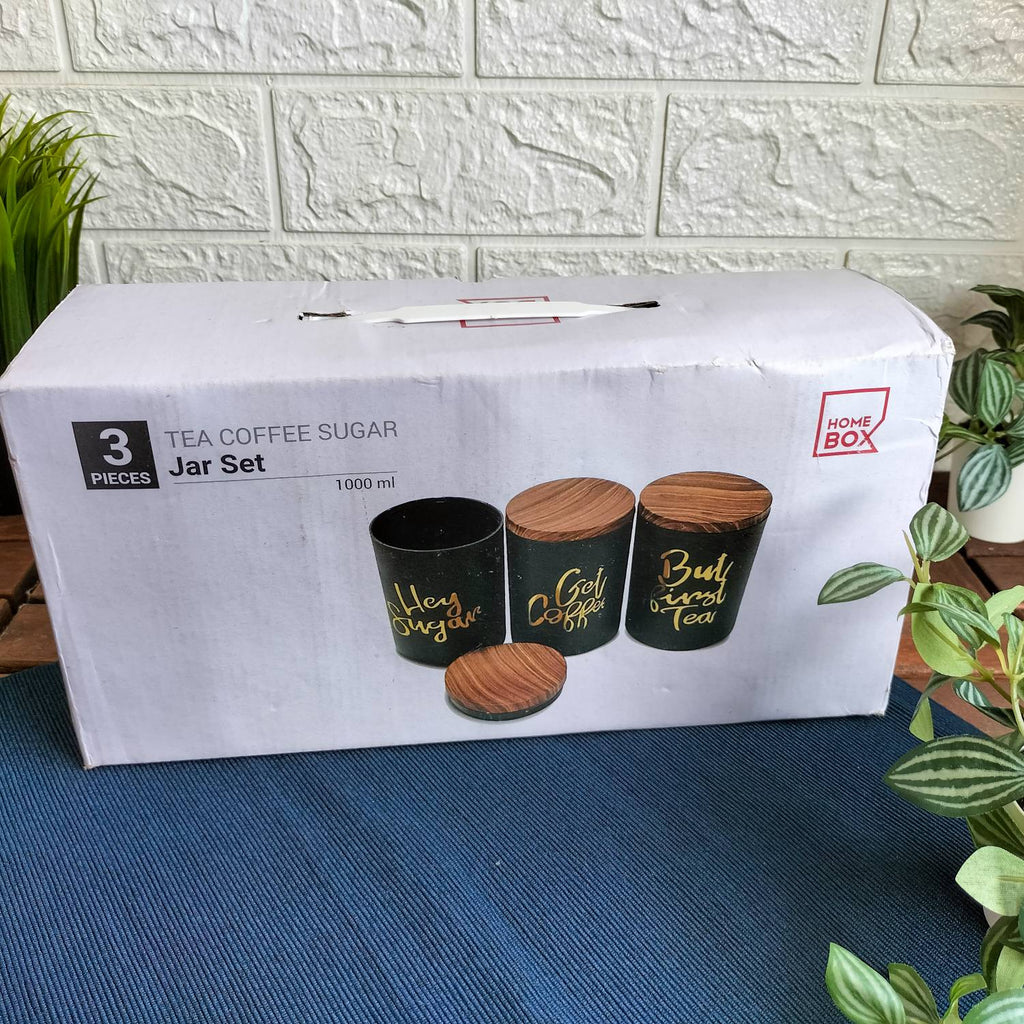 3
PIECES
TEA COFFEE SUGAR
Jar Set
1000 ml
HOME
BOX
Hey
Sugar
Get
Coffee
But
first
Tea